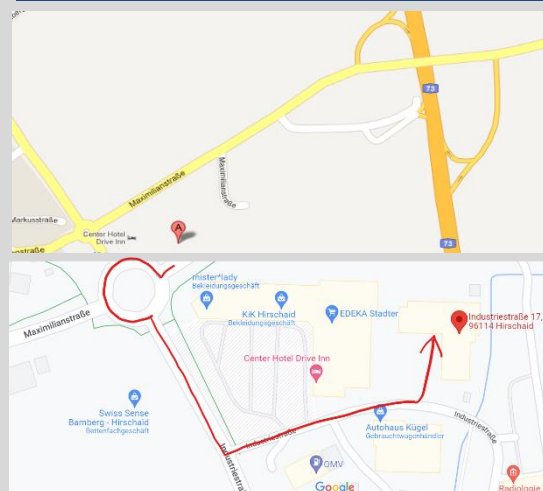 73
Maximilianstraße
Maximilianstraße
A
Markusstraße
Center Hotel
Drive Inn
73
mister*lady
Bekleidungsgeschäft
KiK Hirschaid
Bekleidungsgeschäft
EDEKA Stadter
Industriestraße 17,
96114 Hirschaid
Maximilianstraße
Center Hotel Drive Inn
Swiss Sense
Bamberg - Hirschaid
Bettenfachgeschäft
Autohaus Kügel
Gebrauchtwagenhändler
Industriestraße
Industriestraße
OMV
Google
Radiologie